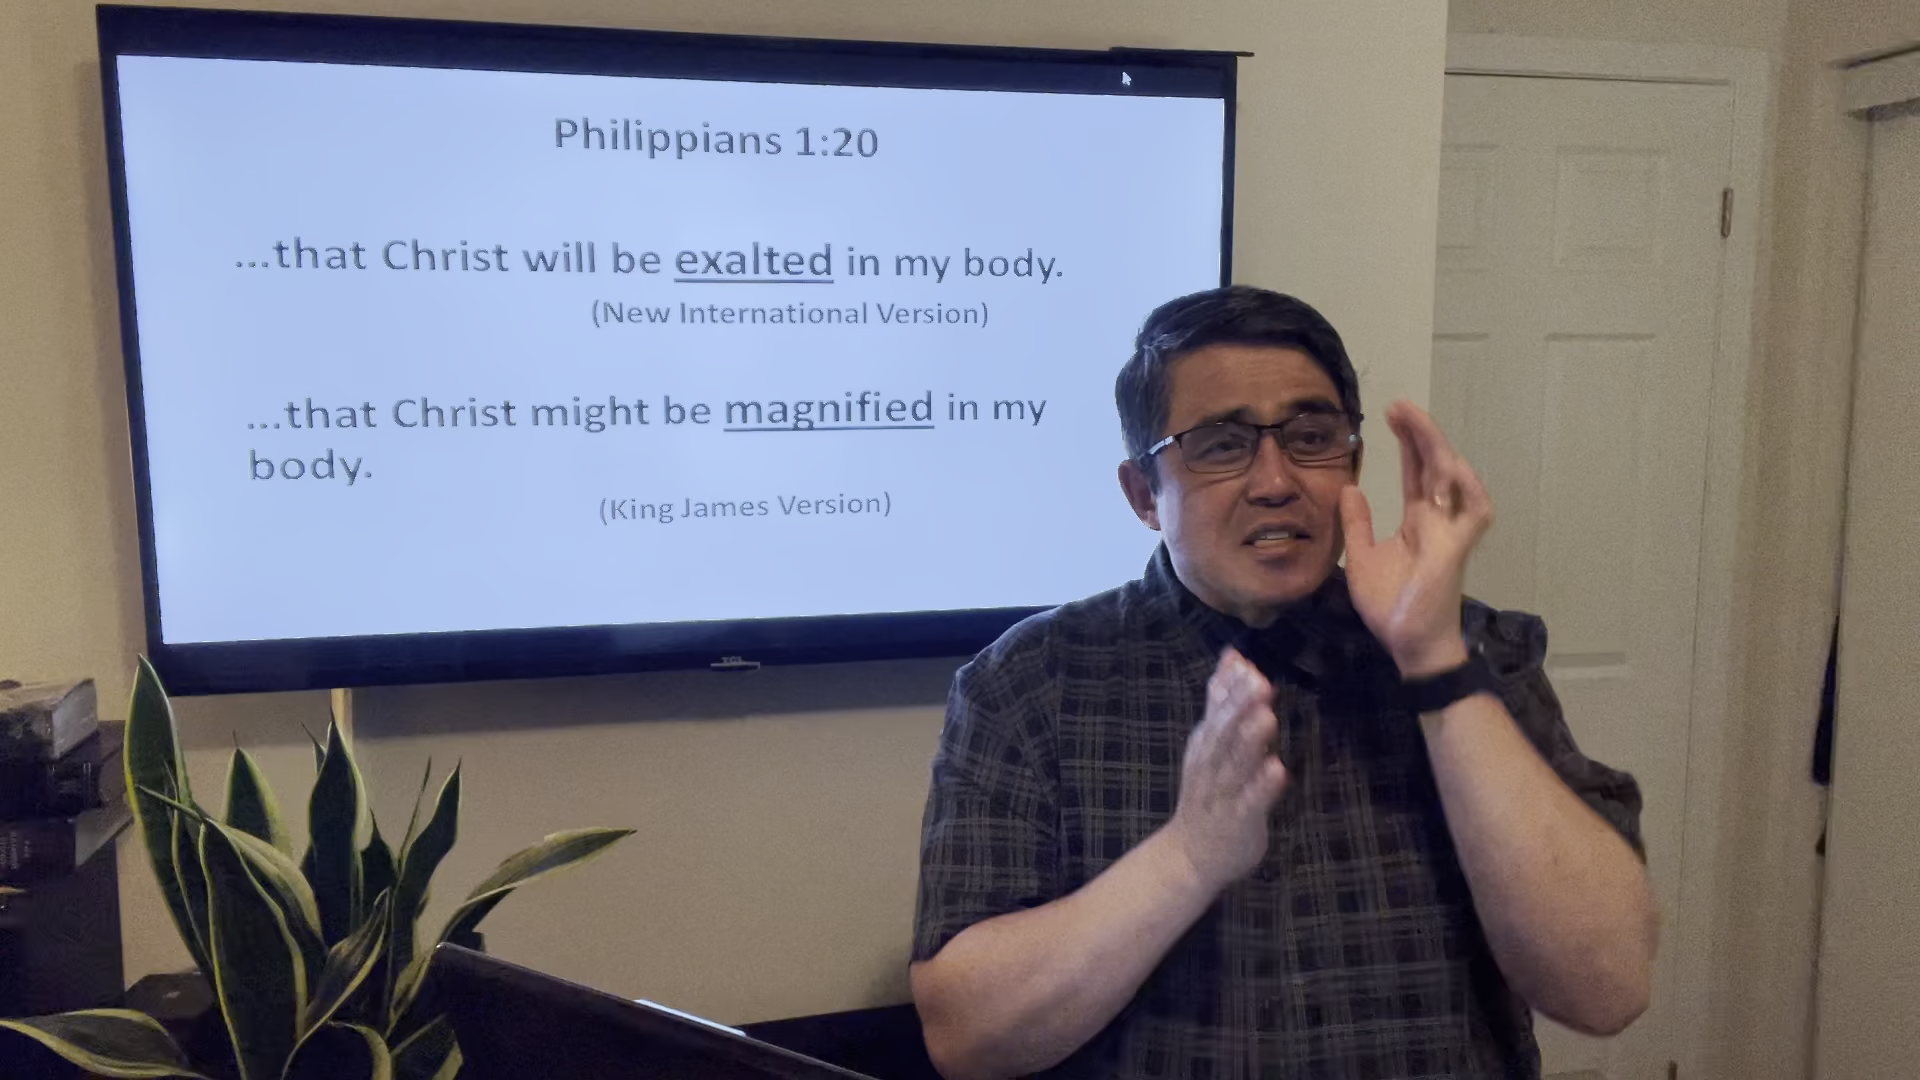 Philippians 1:20
...that Christ will be exalted in my body.
(New International Version)
...that Christ might be magnified in my
body.
(King James Version)
TCL